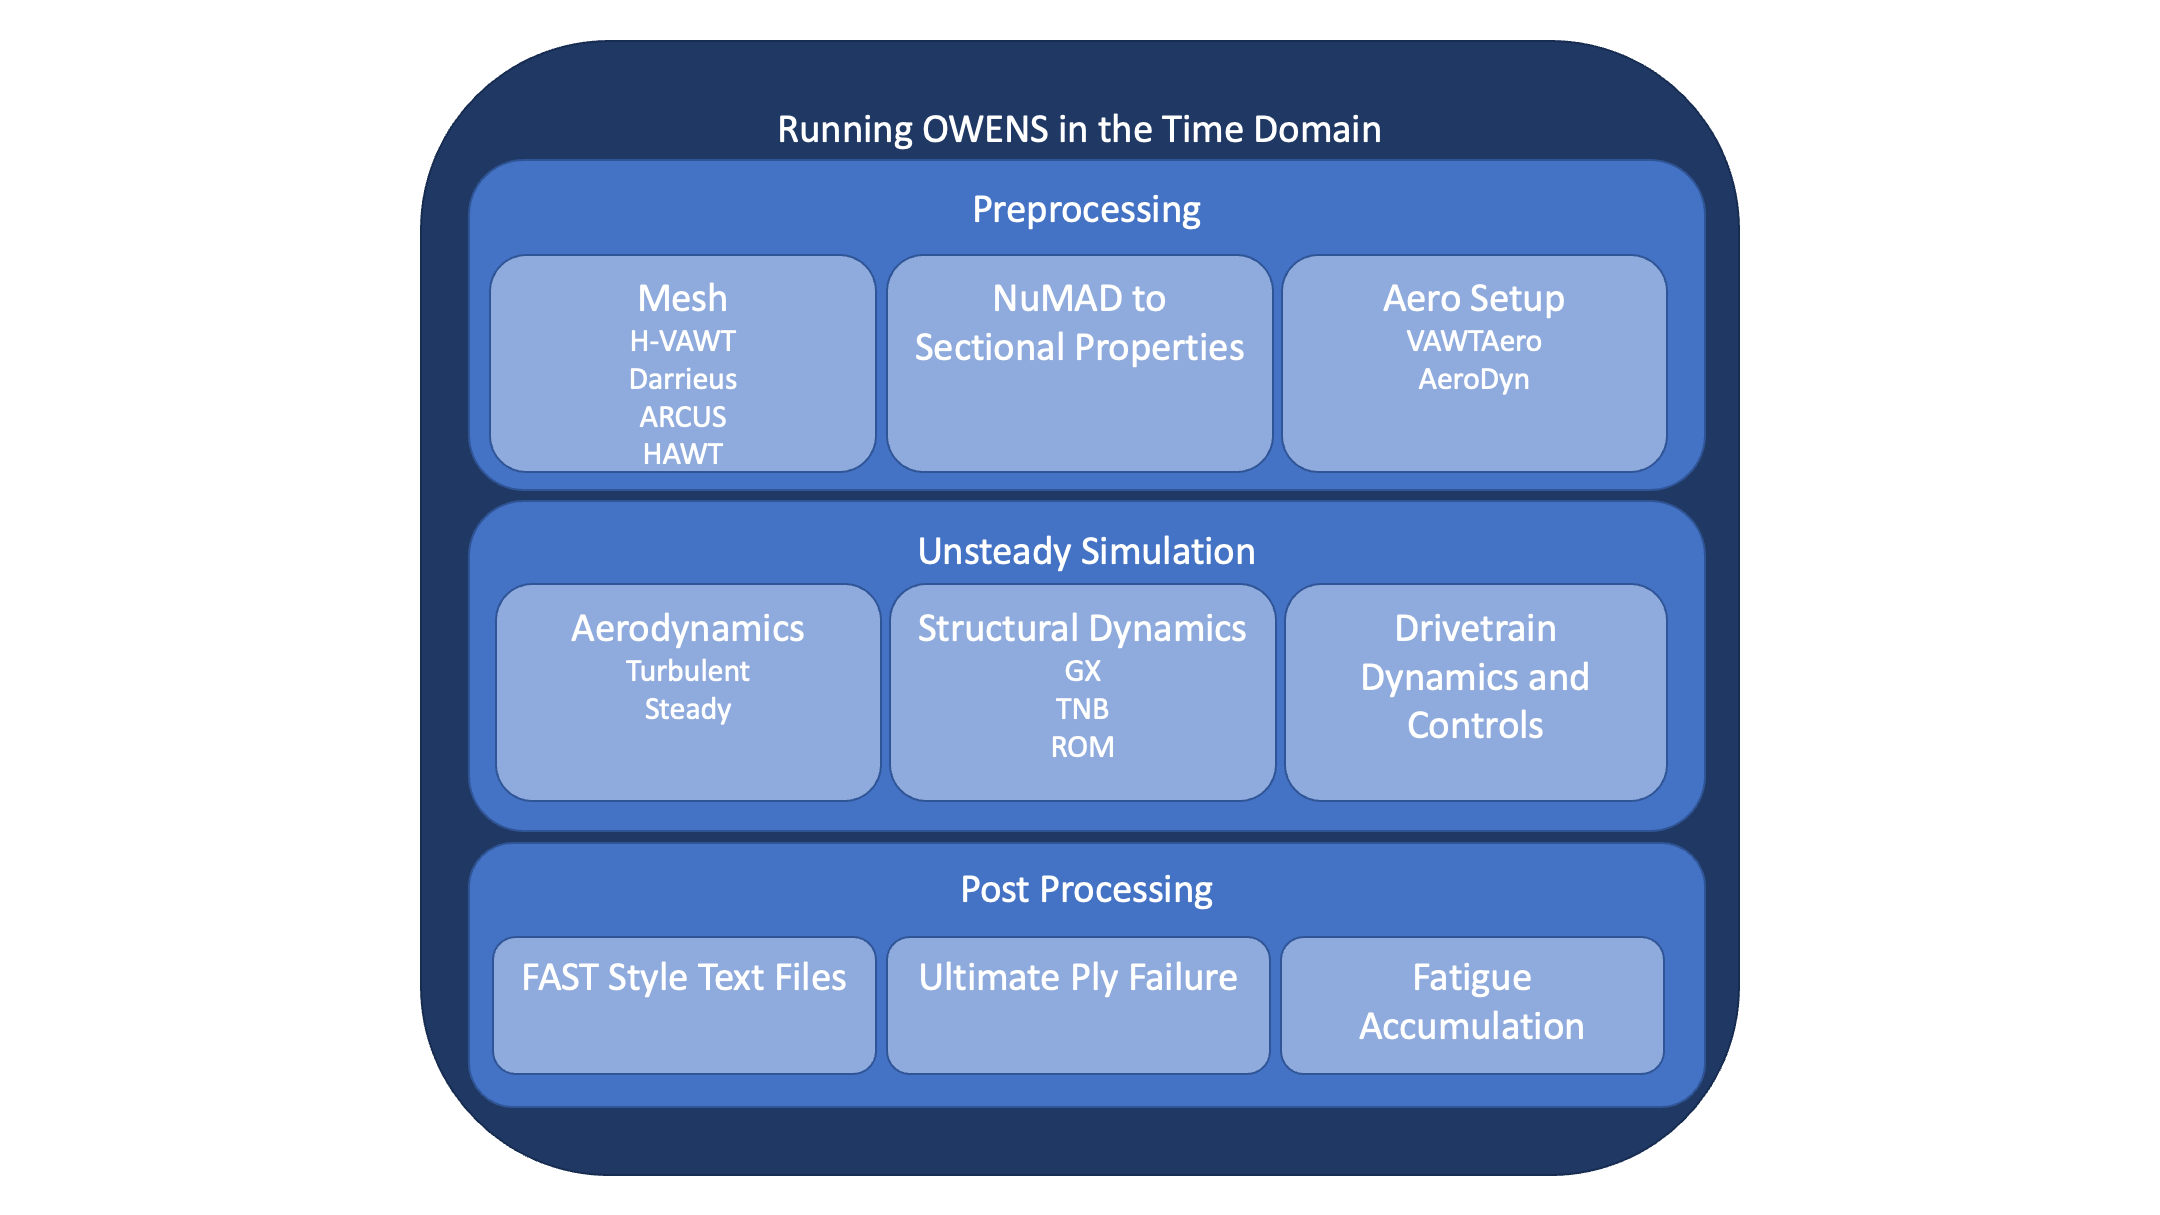 Running OWENS in the Time Domain
Preprocessing
Mesh
H-VAWT
Darrieus
ARCUS
HAWT
NuMAD to
Sectional Properties
Aero Setup
VAWTAero
AeroDyn
Unsteady Simulation
Aerodynamics
Turbulent
Steady
Structural Dynamics
GX
TNB
ROM
Drivetrain
Dynamics and
Controls
Post Processing
FAST Style Text Files
Ultimate Ply Failure
Fatigue
Accumulation